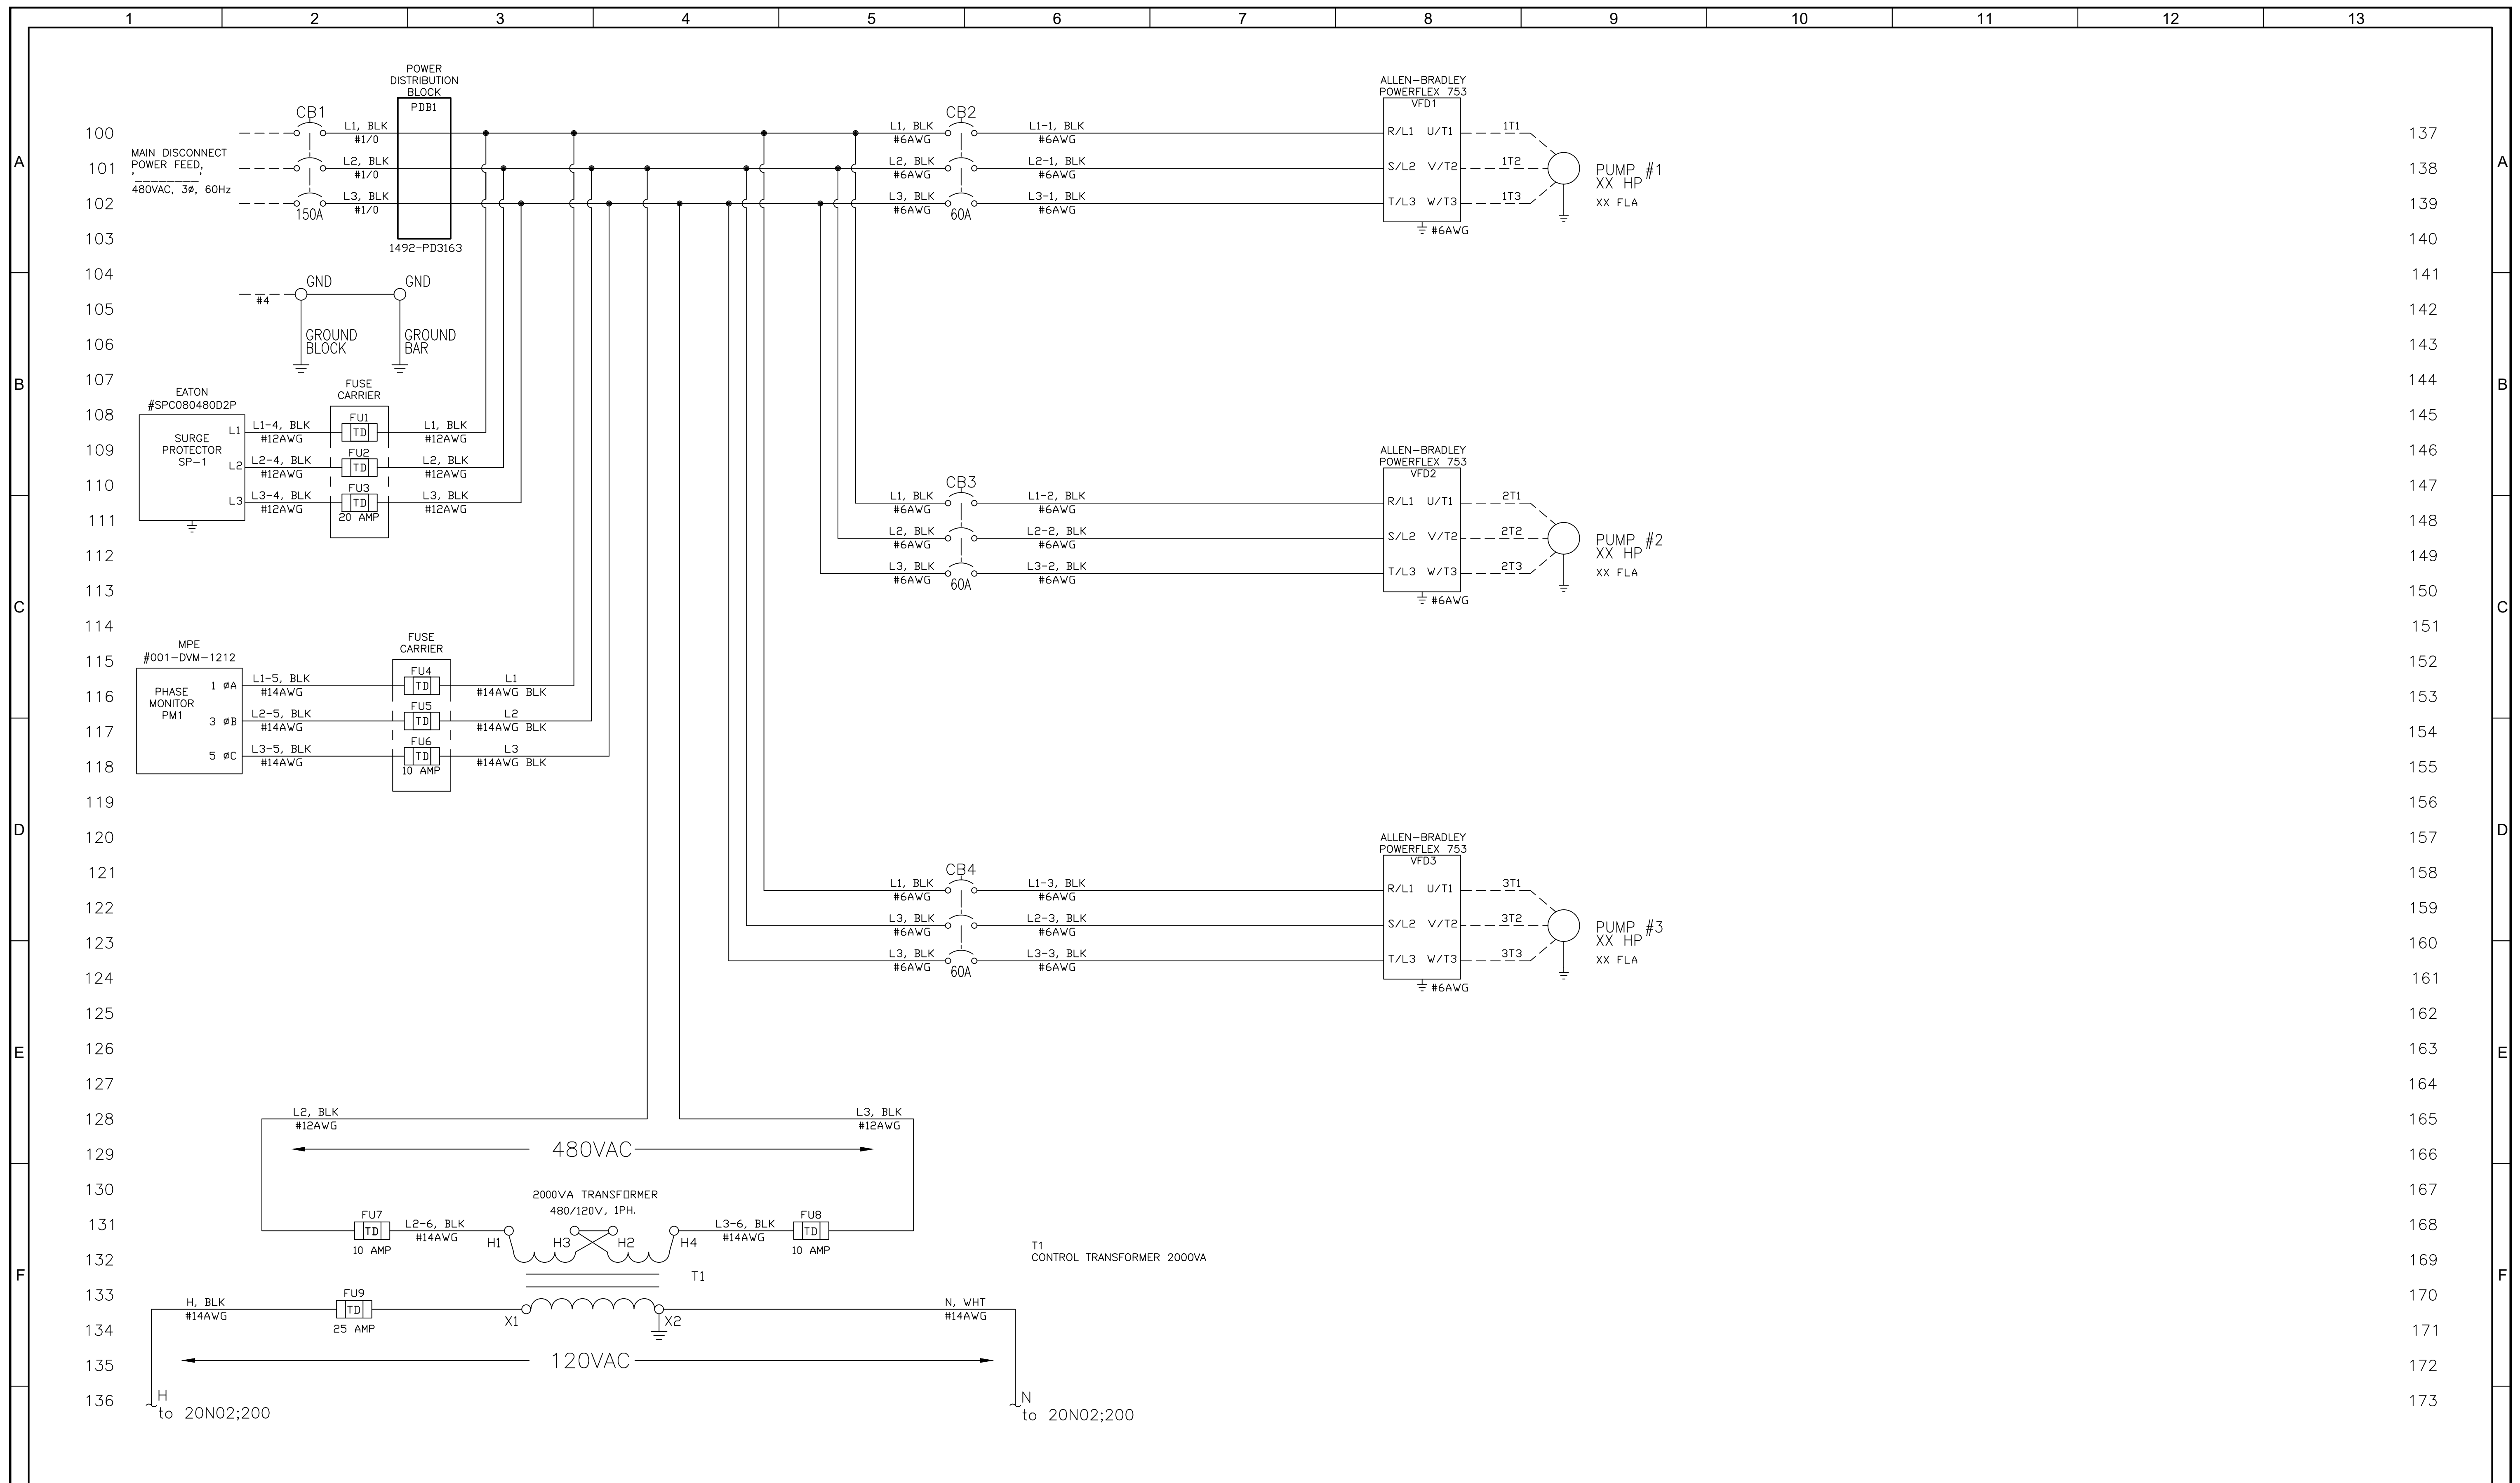 1 2 3 4 5 6 7 8 9 10 11 12 13
A
B
C
D
E
F
A
B
C
D
E
F
100
101
102
103
104
105
106
107
108
109
110
111
112
113
114
115
116
117
118
119
120
121
122
123
124
125
126
127
128
129
130
131
132
133
134
135
136
MAIN DISCONNECT
POWER FEED,
'________'
480VAC, 3ø, 60Hz
CB1
150A
L1, BLK
#1/0
L2, BLK
#1/0
L3, BLK
#1/0
POWER
DISTRIBUTION
BLOCK
PDB1
1492-PD3163
#4
GND
GND
GROUND
BLOCK
GROUND
BAR
EATON
#SPC080480D2P
SURGE
PROTECTOR
SP-1
L1
L2
L3
L1-4, BLK
#12AWG
L2-4, BLK
#12AWG
L3-4, BLK
#12AWG
FUSE
CARRIER
FU1
TD
FU2
TD
FU3
TD
20 AMP
L1, BLK
#12AWG
L2, BLK
#12AWG
L3, BLK
#12AWG
MPE
#001-DVM-1212
PHASE
MONITOR
PM1
1 øA
3 øB
5 øC
L1-5, BLK
#14AWG
L2-5, BLK
#14AWG
L3-5, BLK
#14AWG
FUSE
CARRIER
FU4
TD
FU5
TD
FU6
TD
10 AMP
L1
#14AWG BLK
L2
#14AWG BLK
L3
#14AWG BLK
L1, BLK
#6AWG
L2, BLK
#6AWG
L3, BLK
#6AWG
CB2
60A
L1-1, BLK
#6AWG
L2-1, BLK
#6AWG
L3-1, BLK
#6AWG
ALLEN-BRADLEY
POWERFLEX 753
VFD1
R/L1 U/T1
S/L2 V/T2
T/L3 W/T3
#6AWG
1T1
1T2
1T3
PUMP #1
XX HP
XX FLA
L1, BLK
#6AWG
L2, BLK
#6AWG
L3, BLK
#6AWG
CB3
60A
L1-2, BLK
#6AWG
L2-2, BLK
#6AWG
L3-2, BLK
#6AWG
ALLEN-BRADLEY
POWERFLEX 753
VFD2
R/L1 U/T1
S/L2 V/T2
T/L3 W/T3
#6AWG
2T1
2T2
2T3
PUMP #2
XX HP
XX FLA
L1, BLK
#6AWG
L3, BLK
#6AWG
L3, BLK
#6AWG
CB4
60A
L1-3, BLK
#6AWG
L2-3, BLK
#6AWG
L3-3, BLK
#6AWG
ALLEN-BRADLEY
POWERFLEX 753
VFD3
R/L1 U/T1
S/L2 V/T2
T/L3 W/T3
#6AWG
3T1
3T2
3T3
PUMP #3
XX HP
XX FLA
L2, BLK
#12AWG
L3, BLK
#12AWG
480VAC
2000VA TRANSFORMER
480/120V, 1PH.
FU7
TD
10 AMP
L2-6, BLK
#14AWG
H1 H3 H2 H4
L3-6, BLK
#14AWG
FU8
TD
10 AMP
T1
T1
CONTROL TRANSFORMER 2000VA
H, BLK
#14AWG
FU9
TD
25 AMP
X1
X2
N, WHT
#14AWG
120VAC
H
to 20N02;200
N
to 20N02;200
137
138
139
140
141
142
143
144
145
146
147
148
149
150
151
152
153
154
155
156
157
158
159
160
161
162
163
164
165
166
167
168
169
170
171
172
173